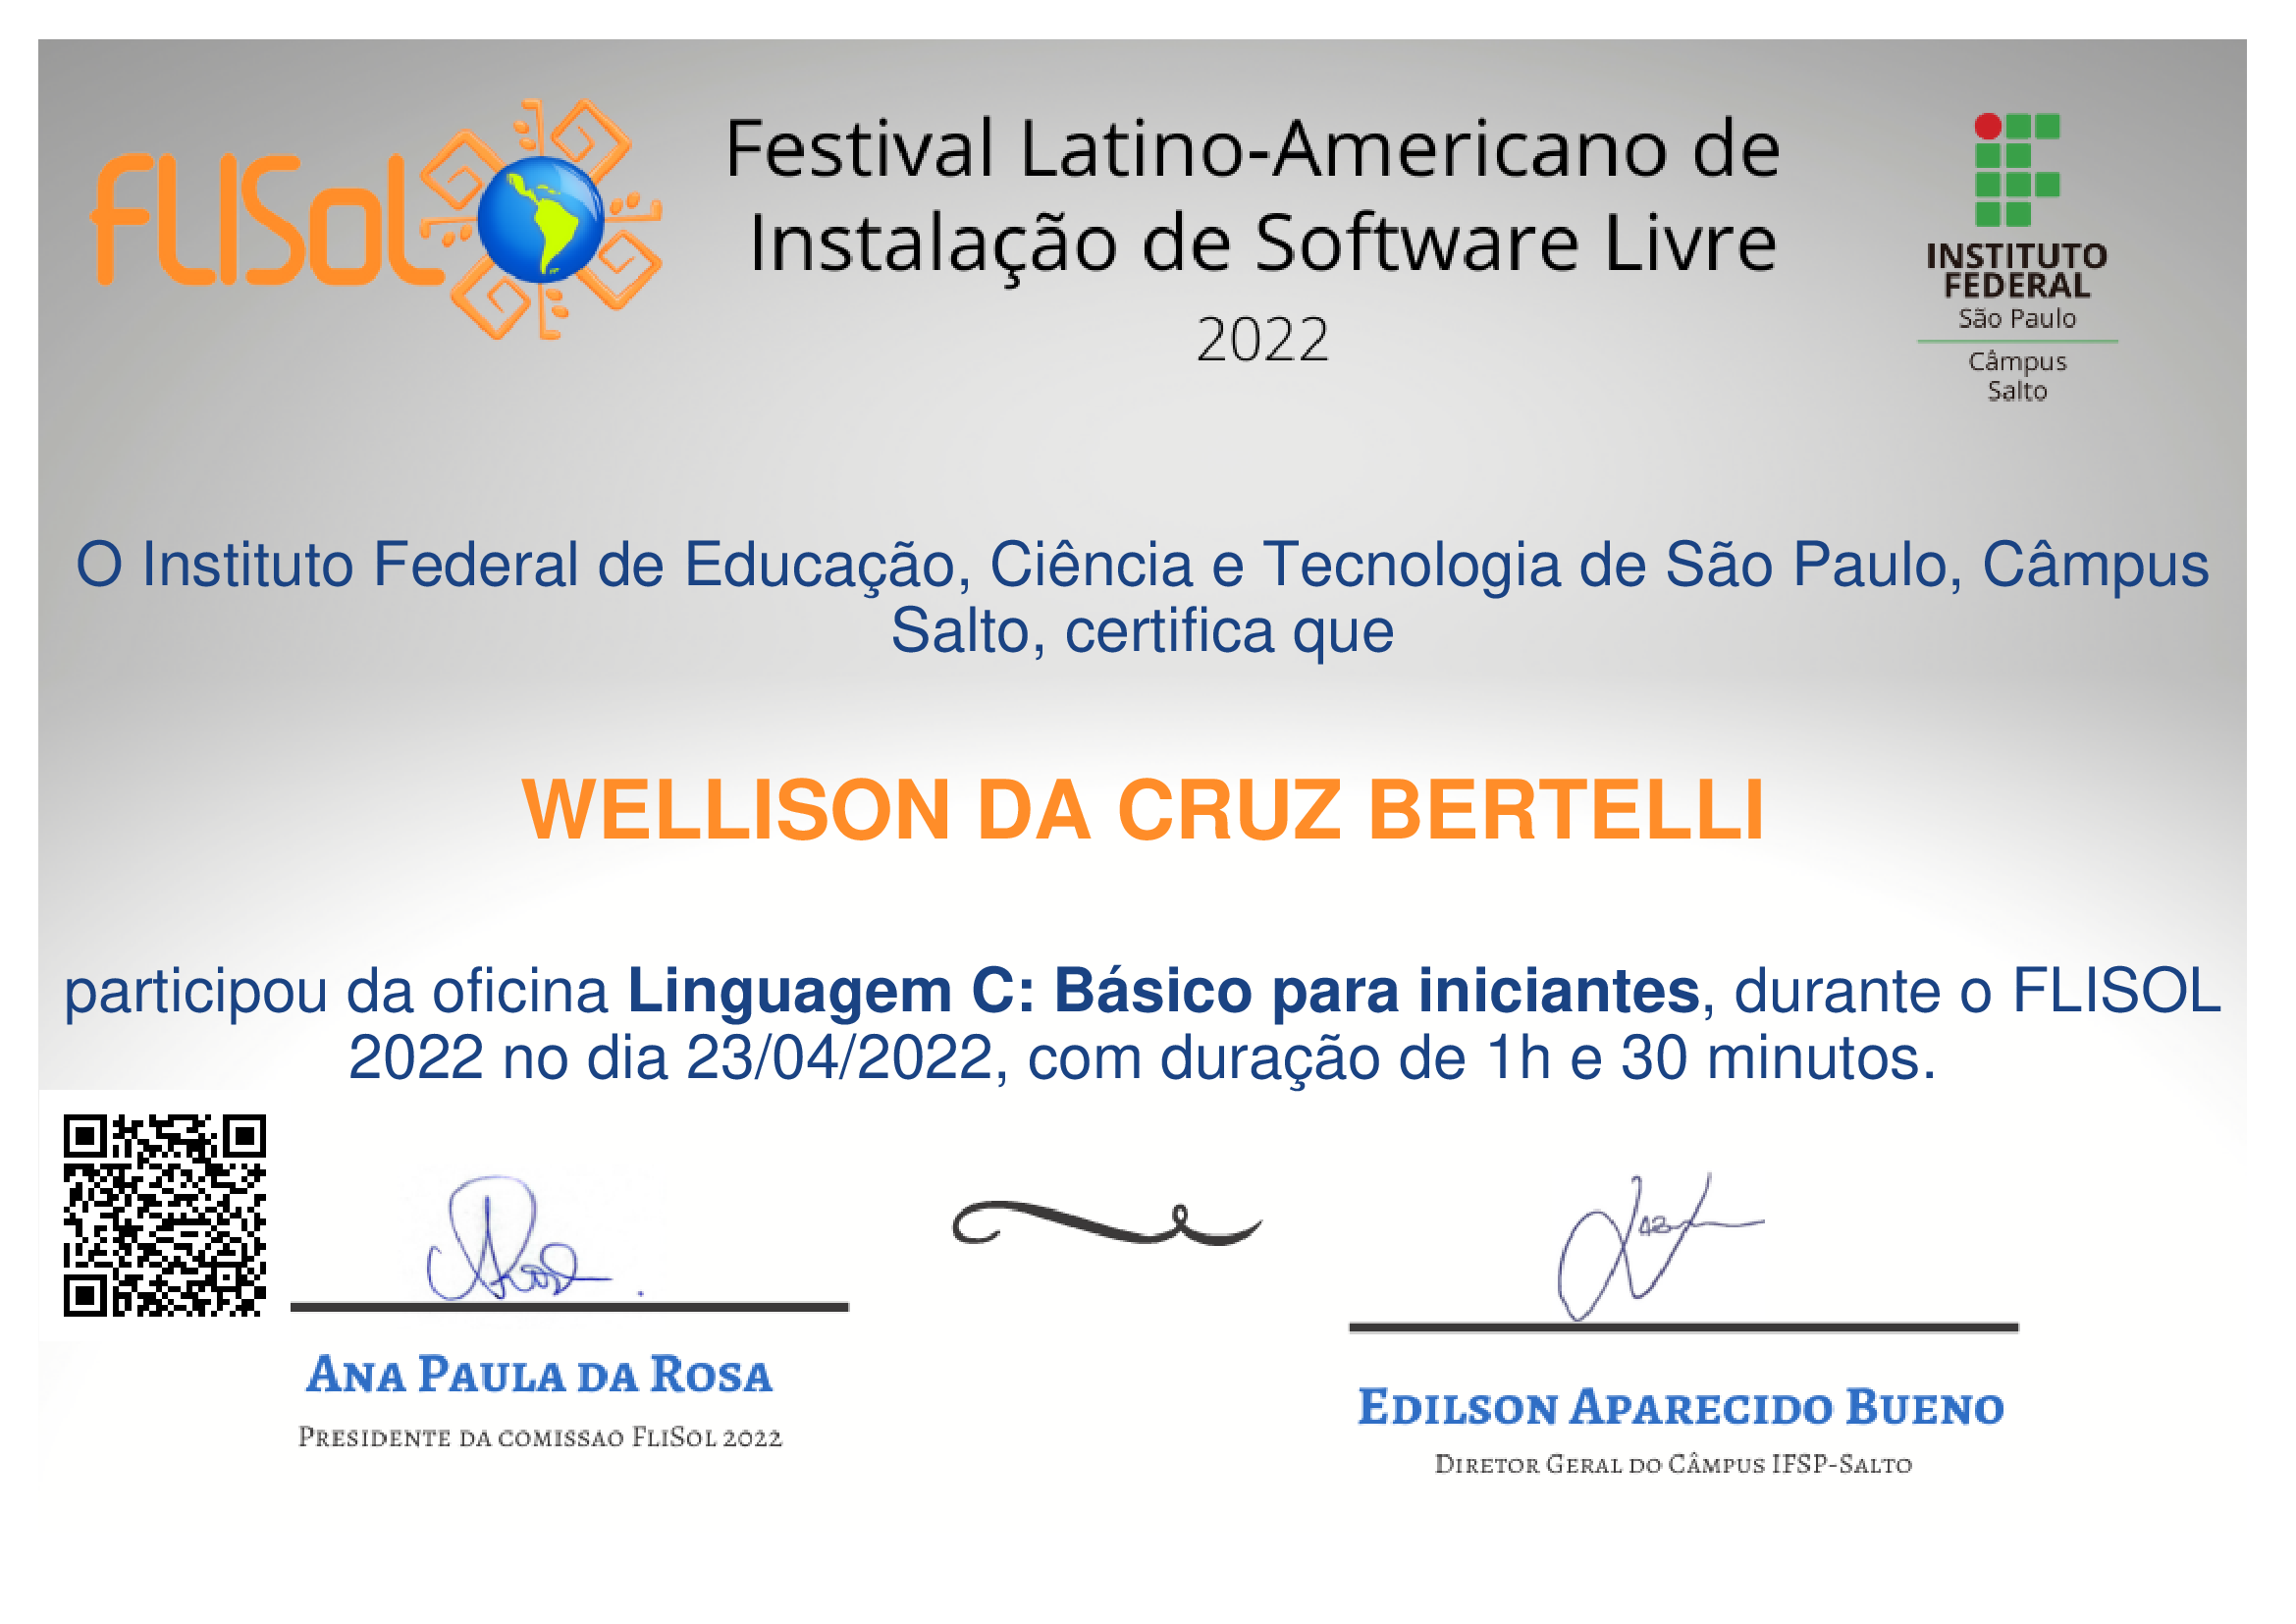 FLISoL
Festival Latino-Americano de
Instalação de Software Livre
2022
INSTITUTO
FEDERAL
São Paulo
Câmpus
Salto
O Instituto Federal de Educação, Ciência e Tecnologia de São Paulo, Câmpus
Salto, certifica que
WELLISON DA CRUZ BERTELLI
participou da oficina Linguagem C: Básico para iniciantes, durante o FLISOL
2022 no dia 23/04/2022, com duração de 1h e 30 minutos.
Ana Paula da Rosa
Presidente da comissao FliSol 2022
Edilson Aparecido Bueno
Diretor Geral do Câmpus IFSP-Salto